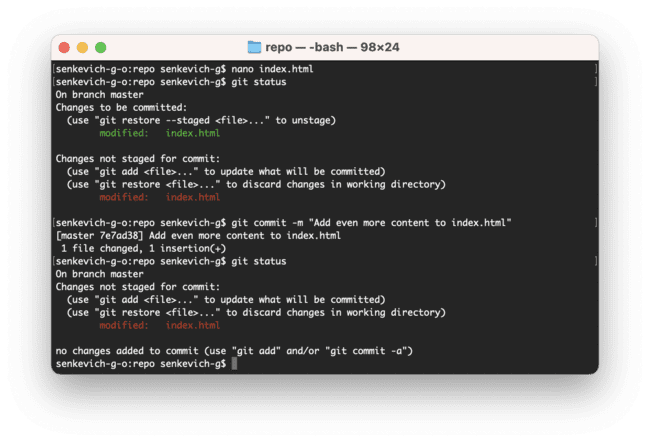 repo — -bash — 98×24
[senkevich-g-o:repo senkevich-g$ nano index.html ]
[senkevich-g-o:repo senkevich-g$ git status ]
On branch master
Changes to be committed:
  (use "git restore --staged <file>..." to unstage)
        modified:   index.html

Changes not staged for commit:
  (use "git add <file>..." to update what will be committed)
  (use "git restore <file>..." to discard changes in working directory)
        modified:   index.html

[senkevich-g-o:repo senkevich-g$ git commit -m "Add even more content to index.html" ]
[master 7e7ad38] Add even more content to index.html
 1 file changed, 1 insertion(+)
[senkevich-g-o:repo senkevich-g$ git status ]
On branch master
Changes not staged for commit:
  (use "git add <file>..." to update what will be committed)
  (use "git restore <file>..." to discard changes in working directory)
        modified:   index.html

no changes added to commit (use "git add" and/or "git commit -a")
senkevich-g-o:repo senkevich-g$